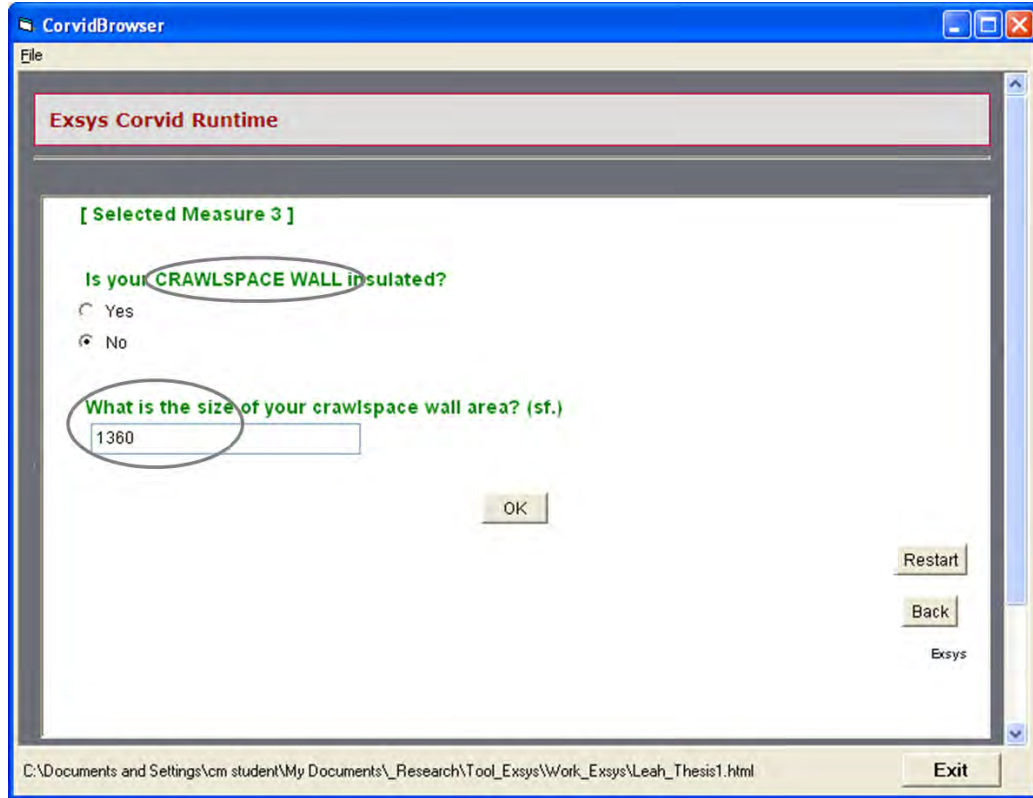 CorvidBrowser
File
Exsys Corvid Runtime
[ Selected Measure 3 ]
Is your CRAWLSPACE WALL insulated?
Yes
No
What is the size of your crawlspace wall area? (sf.)
1360
OK
Restart
Back
Exsys
C:\Documents and Settings\cm student\My Documents\_Research\Tool_Exsys\Work_Exsys\Leah_Thesis1.html
Exit